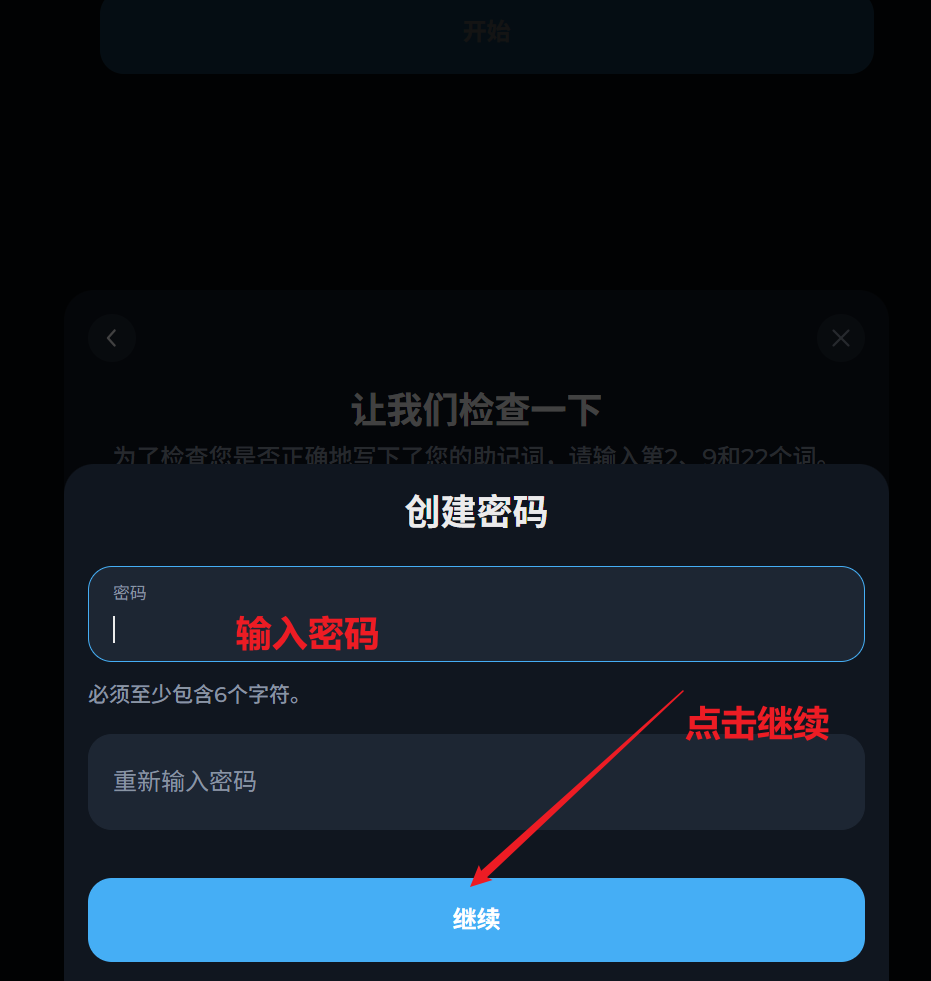 开始
让我们检查一下
为了检查您是否正确地写下了您的助记词，请输入第2、9和22个词。
创建密码
密码
输入密码
必须至少包含6个字符。
点击继续
重新输入密码
继续